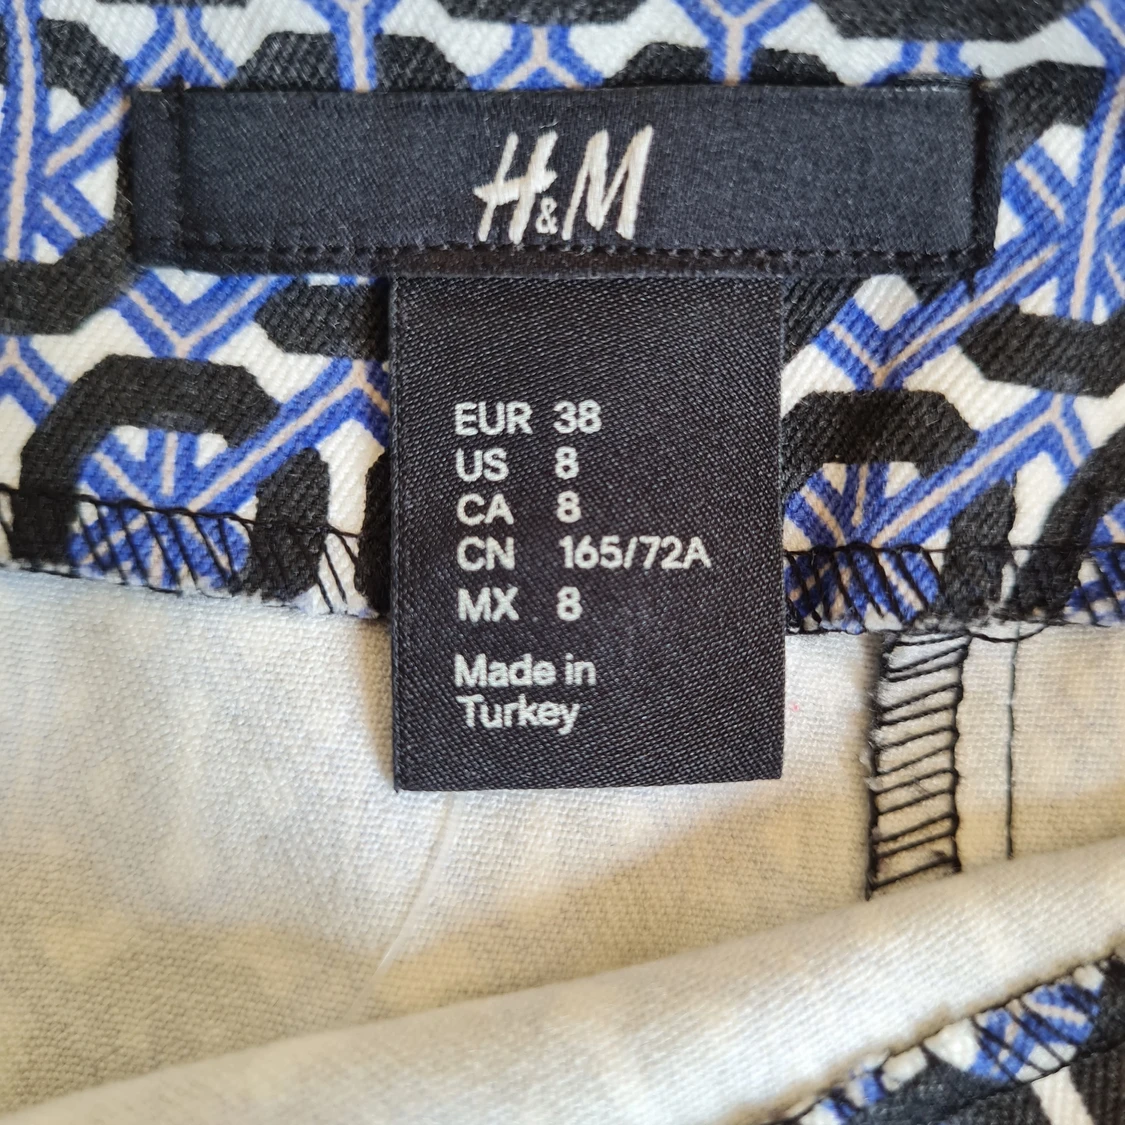 H&M
EUR 38
US 8
CA 8
CN 165/72A
MX 8
Made in
Turkey